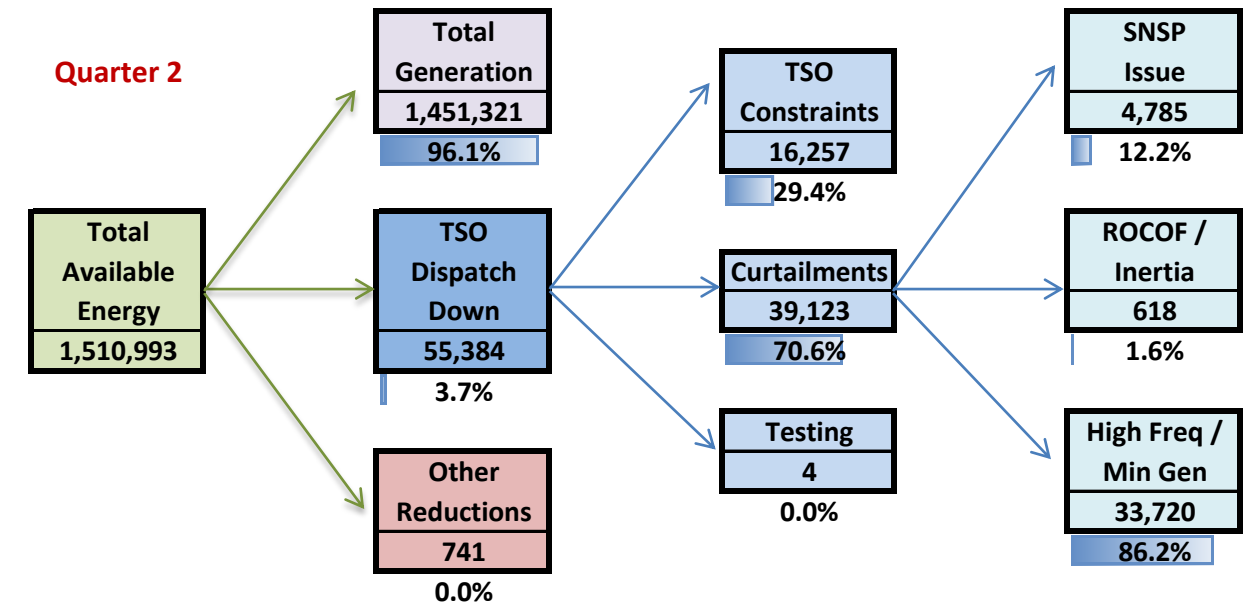 Quarter 2
Total
Available
Energy
1,510,993
Total
Generation
1,451,321
96.1%
TSO
Dispatch
Down
55,384
3.7%
Other
Reductions
741
0.0%
TSO
Constraints
16,257
29.4%
Curtailments
39,123
70.6%
Testing
4
0.0%
SNSP
Issue
4,785
12.2%
ROCOF /
Inertia
618
1.6%
High Freq /
Min Gen
33,720
86.2%